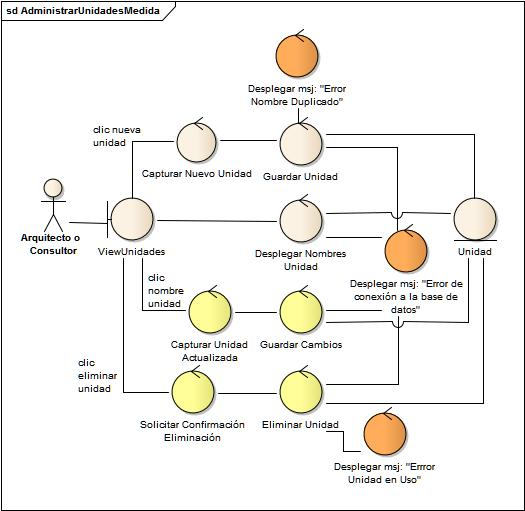 sd AdministrarUnidadesMedida
Desplegar msj: "Error
Nombre Duplicado"
clic nueva
unidad
Capturar Nuevo Unidad
Guardar Unidad
Arquitecto o
Consultor
ViewUnidades
Desplegar Nombres
Unidad
Unidad
clic
nombre
unidad
Desplegar msj: "Error de
conexión a la base de
datos"
Capturar Unidad
Actualizada
Guardar Cambios
clic
eliminar
unidad
Solicitar Confirmación
Eliminación
Eliminar Unidad
Desplegar msj: "Errror
Unidad en Uso"